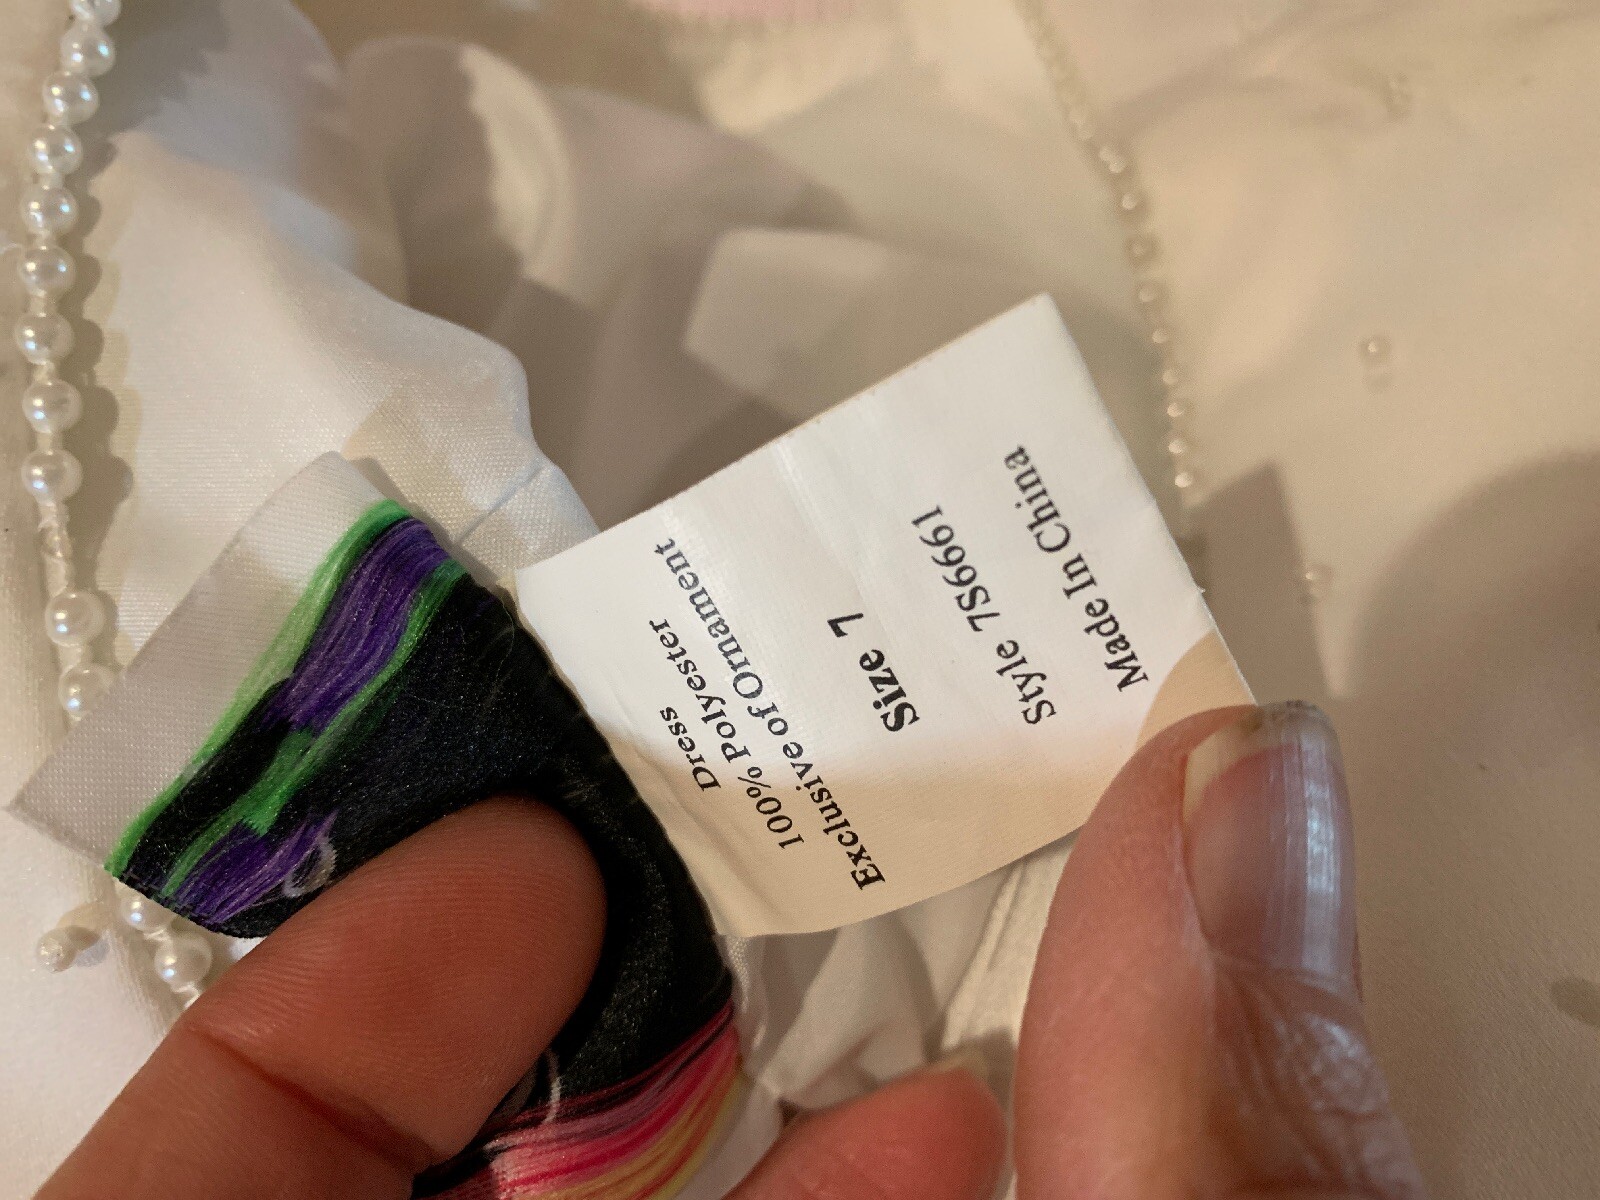 Dress
100% Polyester
Exclusive of Ornament
Size 7
Style 7S6661
Made In China